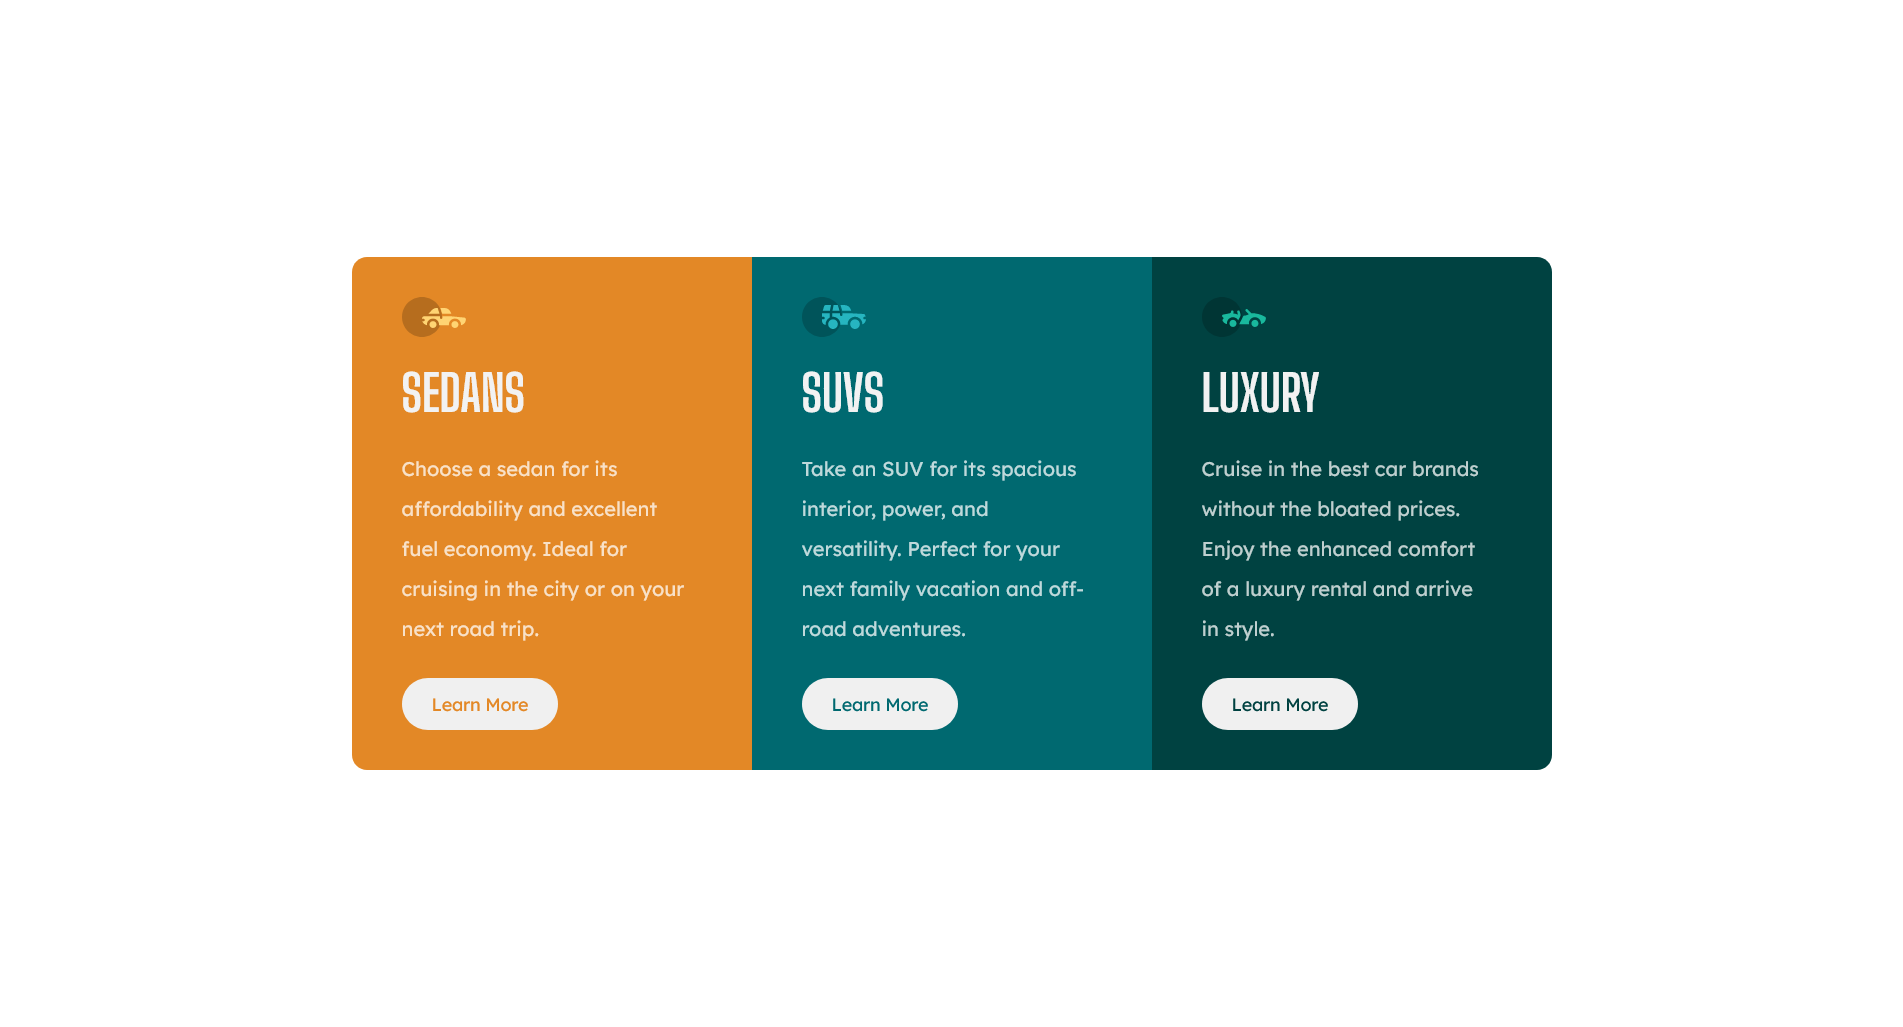 SEDANS
Choose a sedan for its
affordability and excellent
fuel economy. Ideal for
cruising in the city or on your
next road trip.
Learn More
SUVS
Take an SUV for its spacious
interior, power, and
versatility. Perfect for your
next family vacation and off-
road adventures.
Learn More
LUXURY
Cruise in the best car brands
without the bloated prices.
Enjoy the enhanced comfort
of a luxury rental and arrive
in style.
Learn More